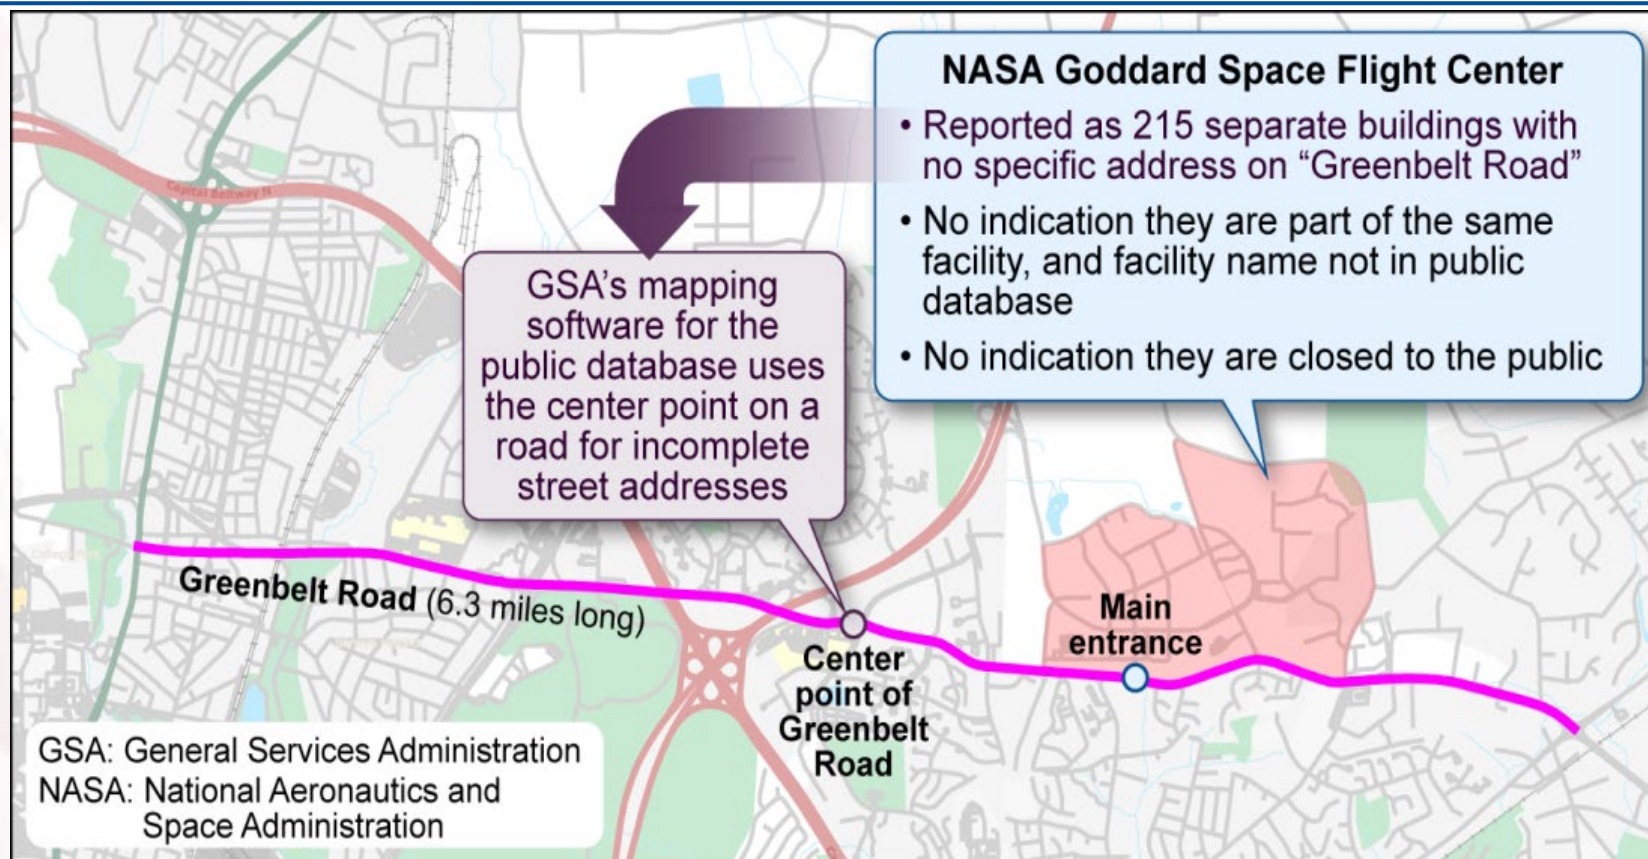 NASA Goddard Space Flight Center
• Reported as 215 separate buildings with
no specific address on “Greenbelt Road”
• No indication they are part of the same
facility, and facility name not in public
database
• No indication they are closed to the public
Capital Beltway N
GSA’s mapping
software for the
public database uses
the center point on a
road for incomplete
street addresses
Greenbelt Road (6.3 miles long)
Main
entrance
Center
point of
Greenbelt
Road
GSA: General Services Administration
NASA: National Aeronautics and
Space Administration